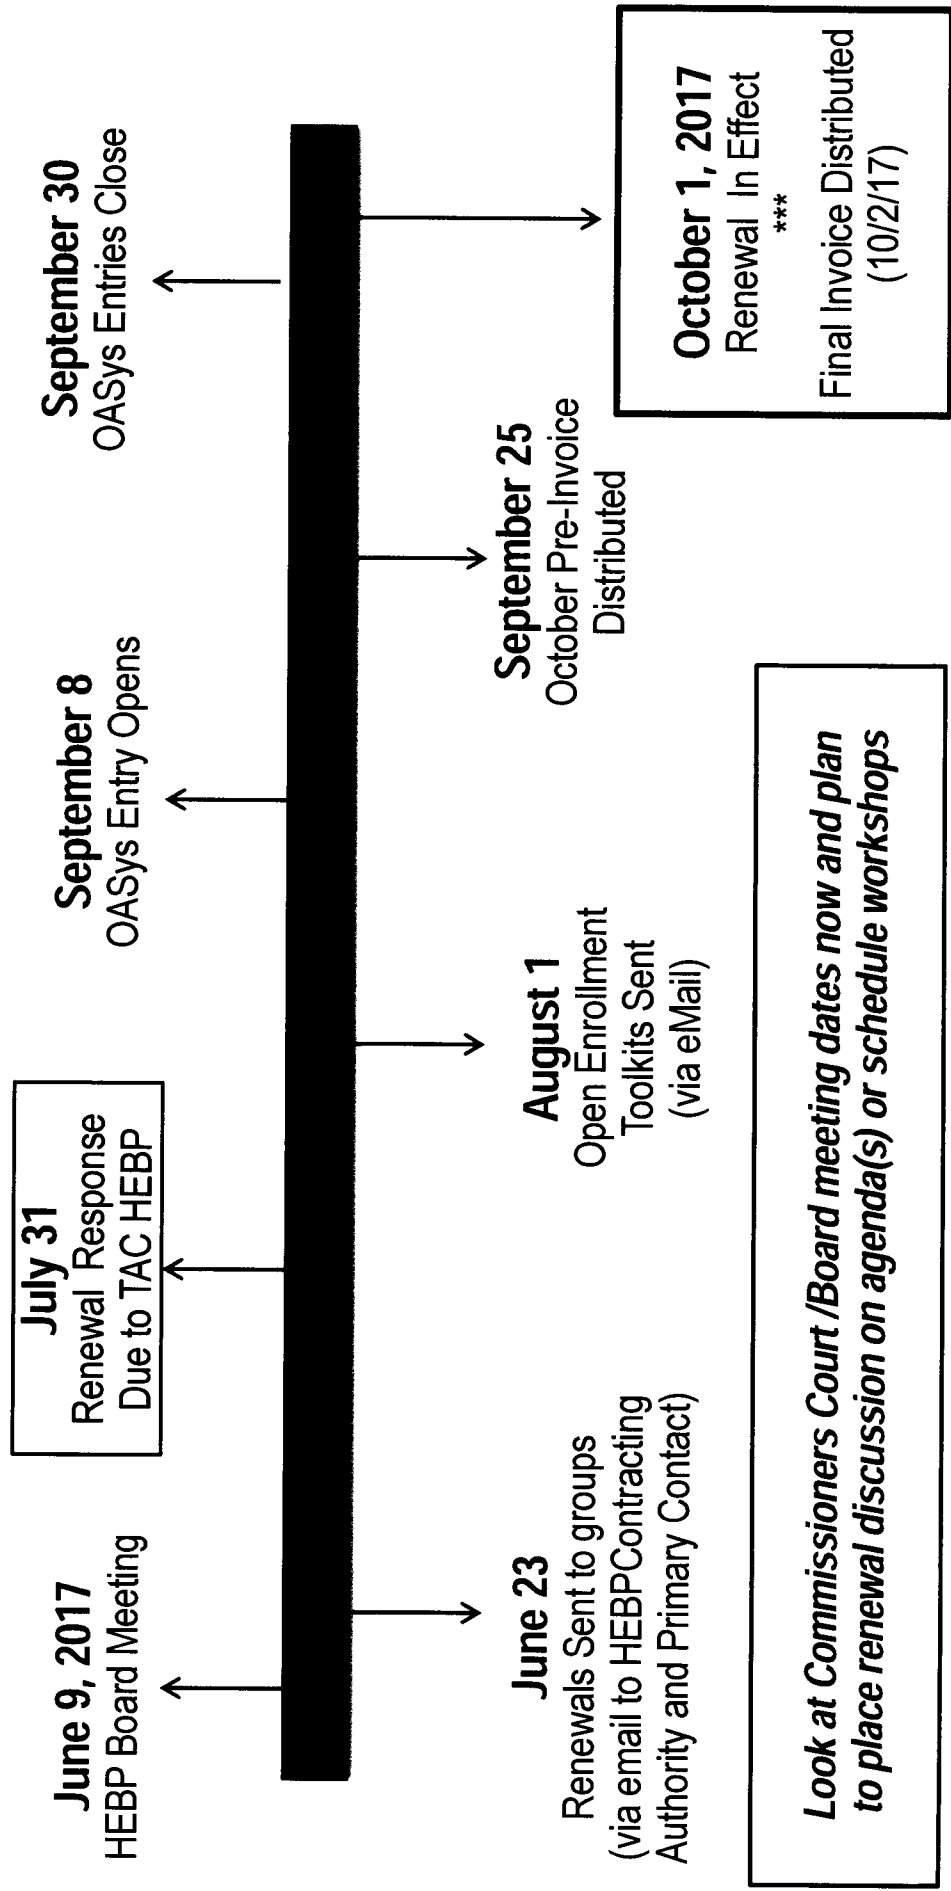 June 9, 2017
HEBP Board Meeting
July 31
Renewal Response
Due to TAC HEBP
September 8
OASys Entry Opens
September 30
OASys Entries Close
June 23
Renewals Sent to groups
(via email to HEBPContracting
Authority and Primary Contact)
August 1
Open Enrollment
Toolkits Sent
(via eMail)
September 25
October Pre-Invoice
Distributed
October 1, 2017
Renewal In Effect
***
Final Invoice Distributed
(10/2/17)
Look at Commissioners Court /Board meeting dates now and plan
to place renewal discussion on agenda(s) or schedule workshops